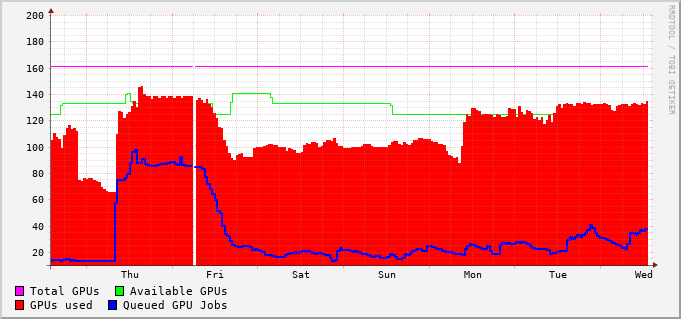 200
180
160
140
120
100
80
60
40
20
Thu Fri Sat Sun Mon Tue Wed
Total GPUs Available GPUs
GPUs used Queued GPU Jobs
RRDTOOL / TOBI OETIKER